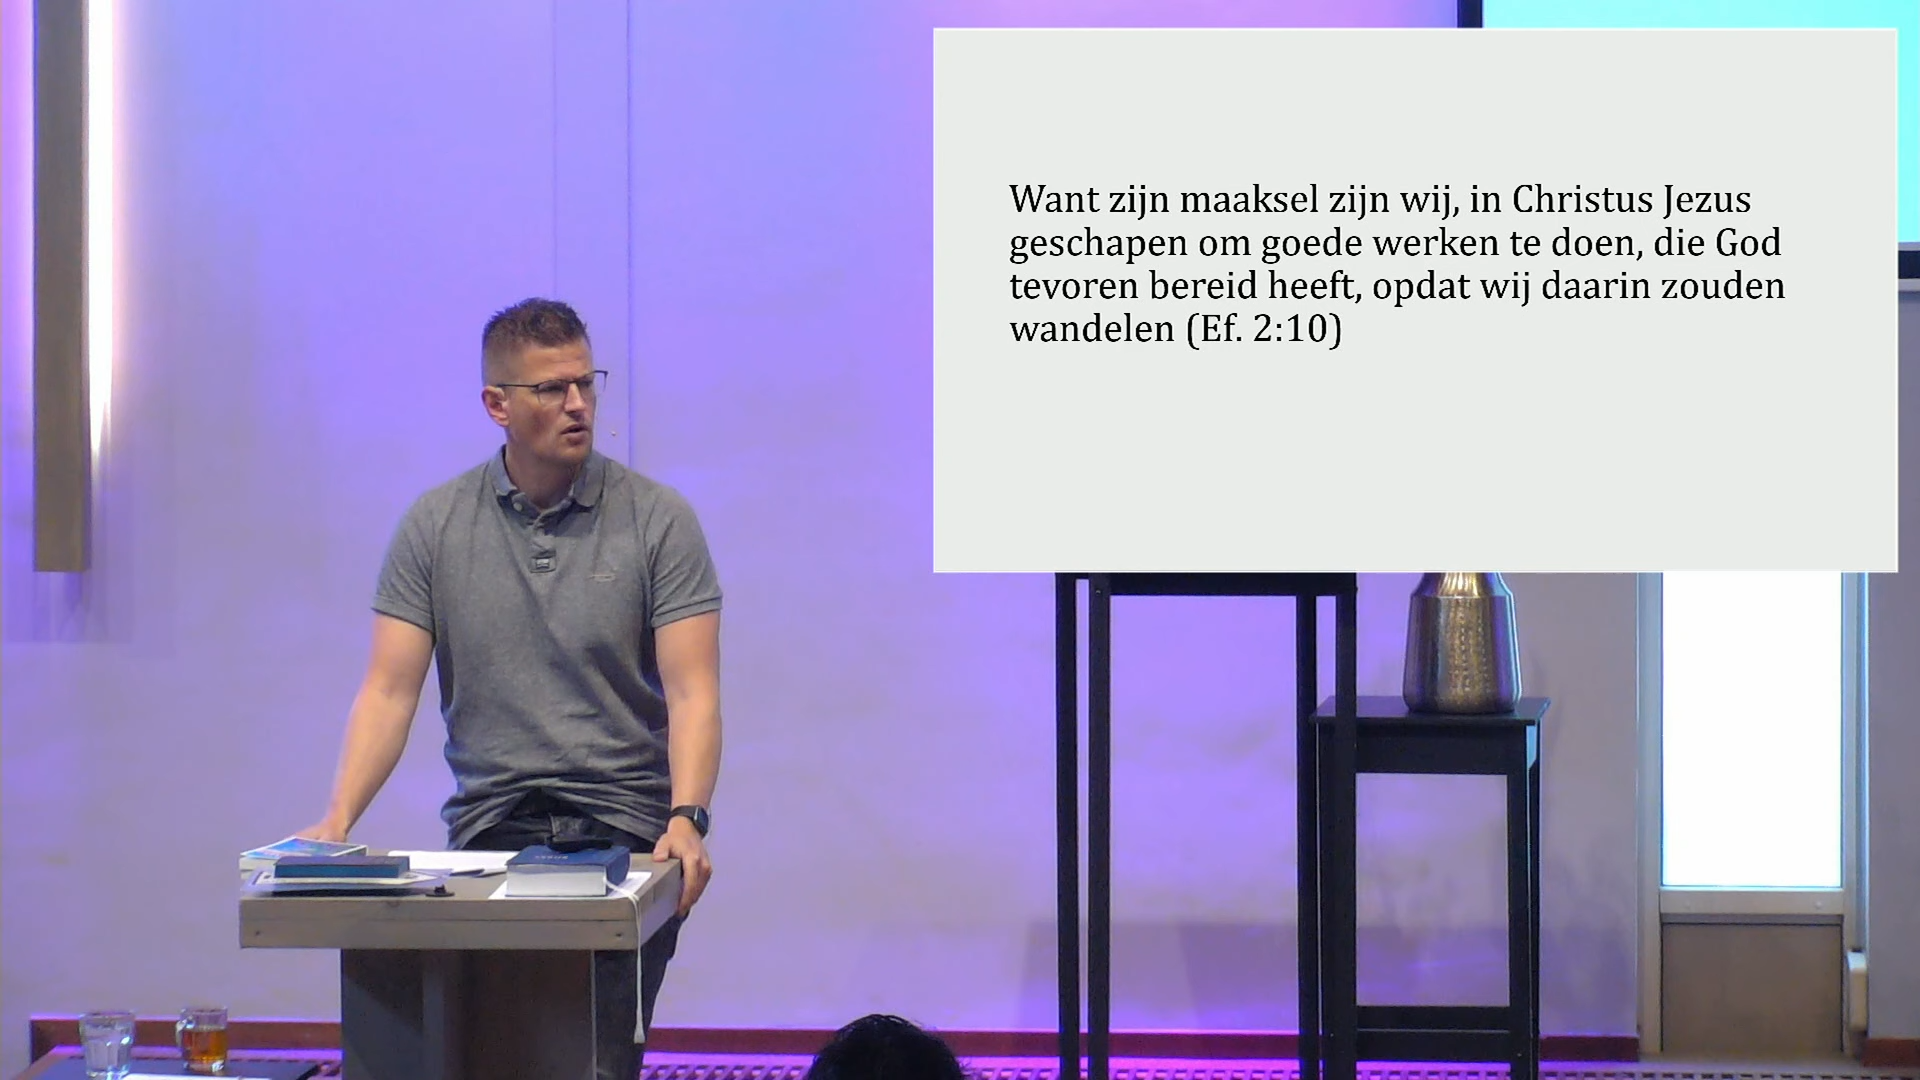 Want zijn maaksel zijn wij, in Christus Jezus
geschapen om goede werken te doen, die God
tevoren bereid heeft, opdat wij daarin zouden
wandelen (Ef. 2:10)